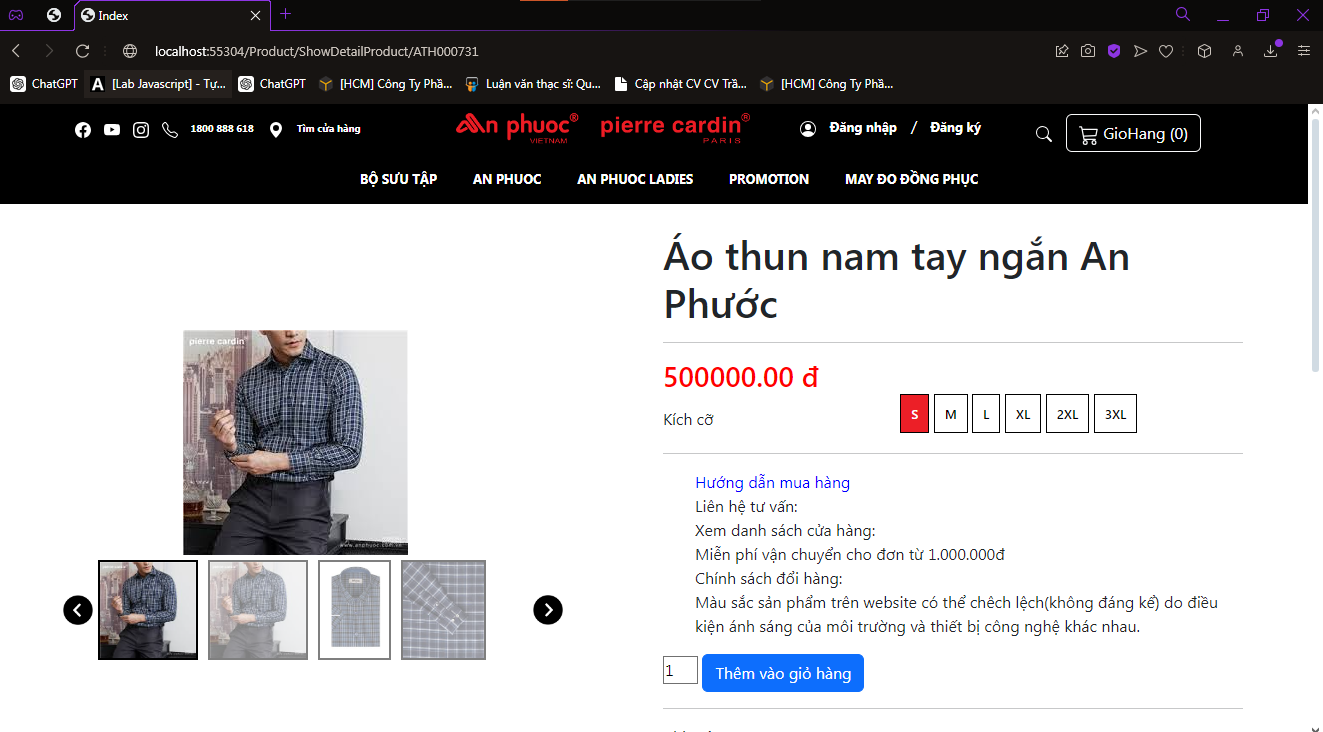 Index
localhost:55304/Product/ShowDetailProduct/ATH000731
ChatGPT
[Lab Javascript] - Tự...
ChatGPT
[HCM] Công Ty Phầ...
Luận văn thạc sĩ: Qu...
Cập nhật CV CV Trầ...
[HCM] Công Ty Phầ...
1800 888 618
Tìm cửa hàng
An phuoc®
VIETNAM
pierre cardin®
PARIS
Đăng nhập / Đăng ký
GioHang (0)
BỘ SƯU TẬP
AN PHUOC
AN PHUOC LADIES
PROMOTION
MAY ĐO ĐỒNG PHỤC
pierre cardin
www.anphuoc.com.vn
Áo thun nam tay ngắn An
Phước
500000.00 đ
Kích cỡ
S
M
L
XL
2XL
3XL
Hướng dẫn mua hàng
Liên hệ tư vấn:
Xem danh sách cửa hàng:
Miễn phí vận chuyển cho đơn từ 1.000.000đ
Chính sách đổi hàng:
Màu sắc sản phẩm trên website có thể chêch lệch(không đáng kể) do điều
kiện ánh sáng của môi trường và thiết bị công nghệ khác nhau.
1
Thêm vào giỏ hàng